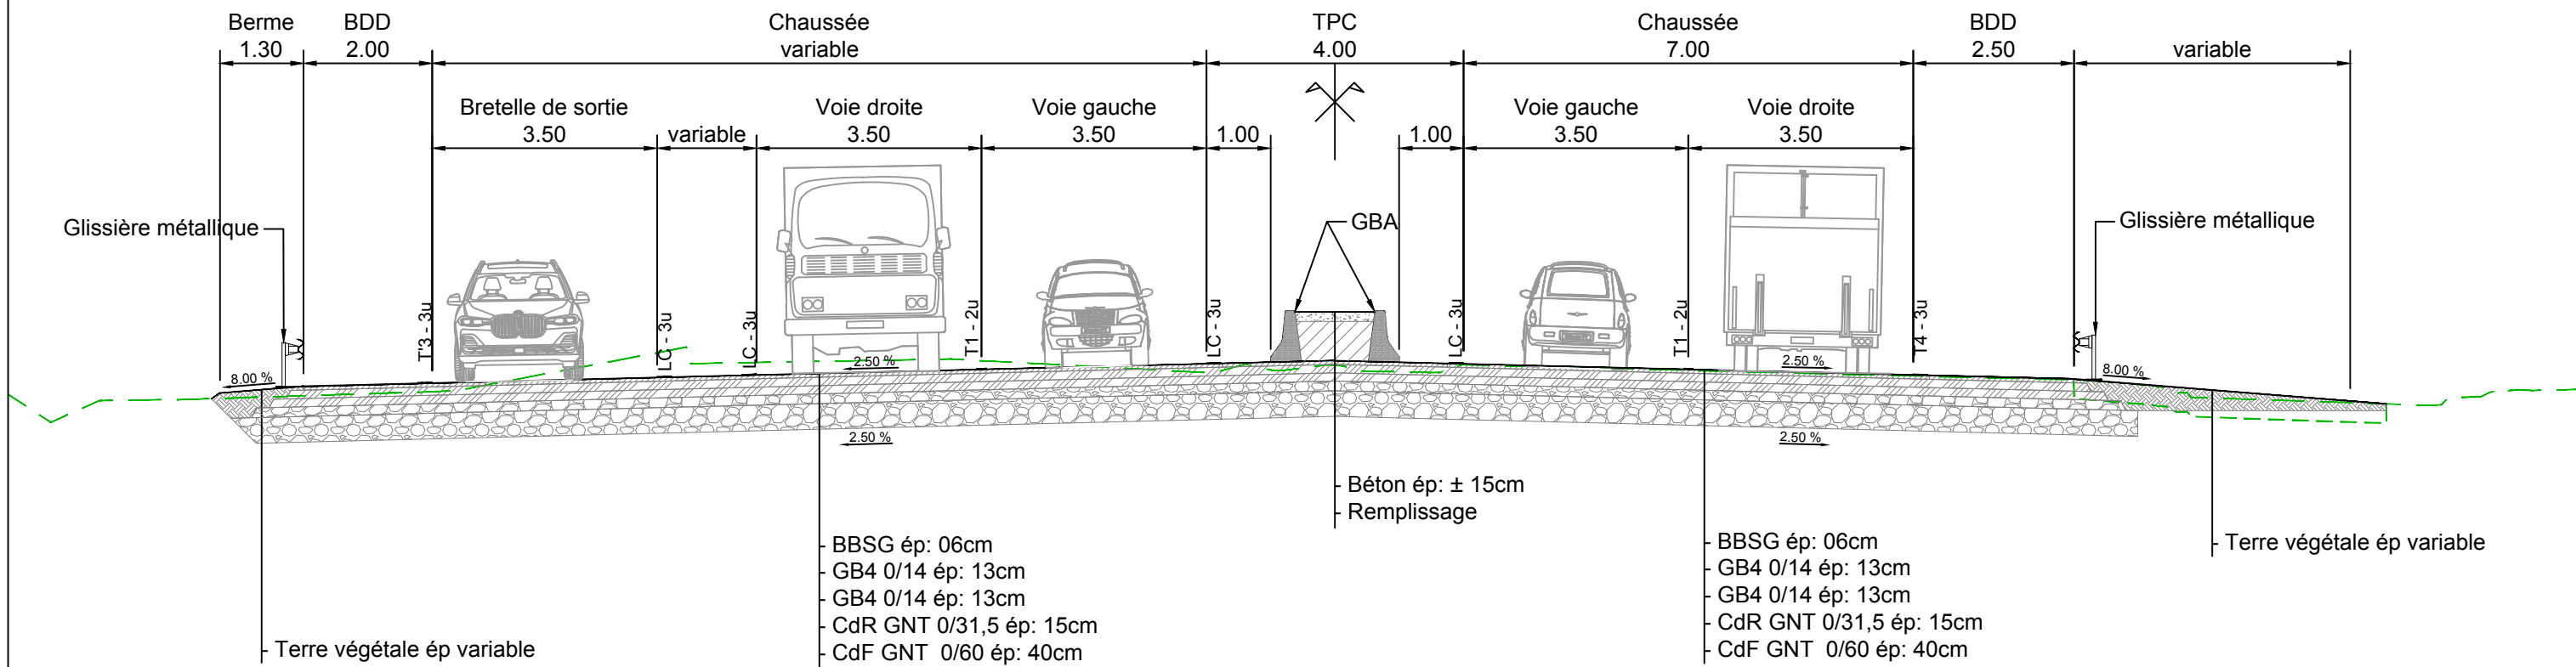 Berme
1.30
BDD
2.00
Chaussée
variable
TPC
4.00
Chaussée
7.00
BDD
2.50
variable
Bretelle de sortie
3.50
variable
Voie droite
3.50
Voie gauche
3.50
1.00
1.00
Voie gauche
3.50
Voie droite
3.50
Glissière métallique
GBA
Glissière métallique
T'3 - 3u
LC - 3u
LC - 3u
T1 - 2u
LC - 3u
LC - 3u
T1 - 2u
T4 - 3u
8.00 %
2.50 %
2.50 %
8.00 %
2.50 %
2.50 %
Béton ép: ± 15cm
Remplissage
BBSG ép: 06cm
GB4 0/14 ép: 13cm
GB4 0/14 ép: 13cm
CdR GNT 0/31,5 ép: 15cm
CdF GNT 0/60 ép: 40cm
BBSG ép: 06cm
GB4 0/14 ép: 13cm
GB4 0/14 ép: 13cm
CdR GNT 0/31,5 ép: 15cm
CdF GNT 0/60 ép: 40cm
Terre végétale ép variable
Terre végétale ép variable